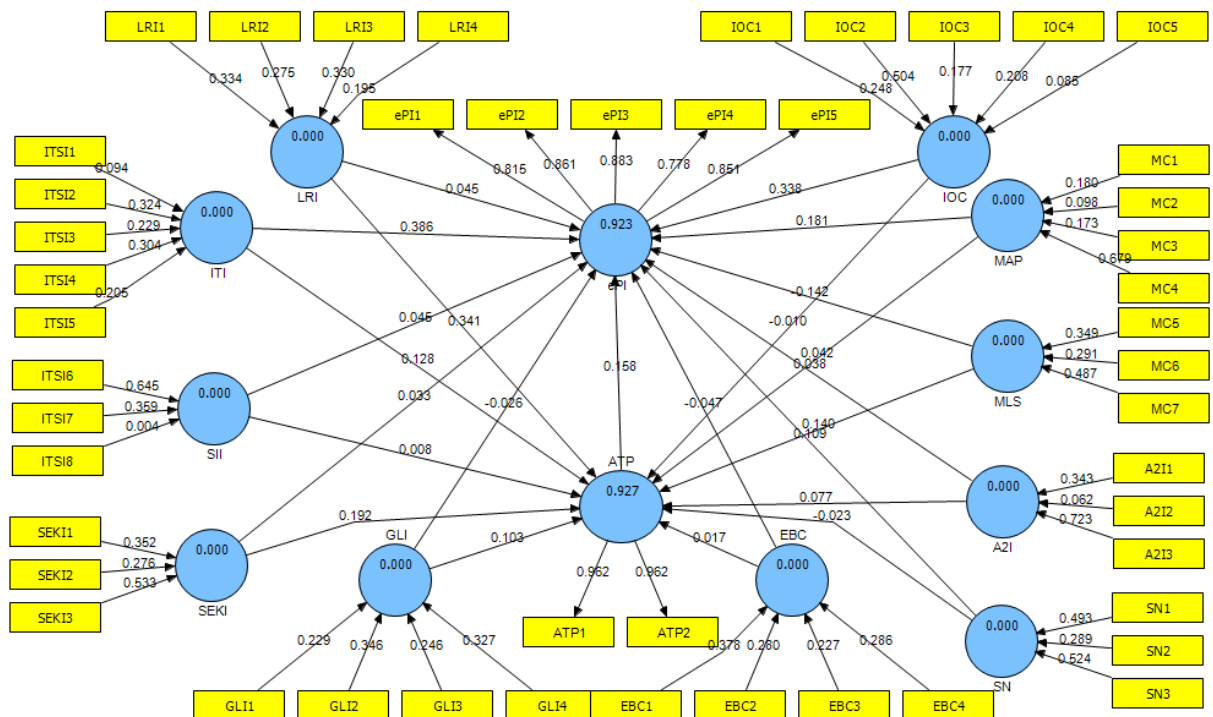 LRI1 LRI2 LRI3 LRI4 IOC1 IOC2 IOC3 IOC4 IOC5
0.334 0.275 0.330 0.195 0.248 0.504 0.177 0.208 0.085
ePI1 ePI2 ePI3 ePI4 ePI5
0.815 0.861 0.883 0.778 0.851
0.000
LRI
0.000
IOC
ITSI1
ITSI2
ITSI3
ITSI4
ITSI5
0.094
0.324
0.229
0.304
0.205
0.000
ITI
0.045
0.386
0.338
0.181
0.923
ePI
0.000
MAP
MC1
MC2
MC3
MC4
0.180
0.098
0.173
0.679
-0.142
0.341
0.045
0.128
0.033
-0.026
0.158
-0.047
-0.010
0.042
0.038
0.140
0.109
0.000
MLS
MC5
MC6
MC7
0.349
0.291
0.487
ITSI6
ITSI7
ITSI8
0.645
0.359
0.004
0.000
SII
0.008
ATP
0.927
0.192
0.103
0.017
0.077
-0.023
0.000
A2I
A2I1
A2I2
A2I3
0.343
0.062
0.723
SEKI1
SEKI2
SEKI3
0.352
0.276
0.533
0.000
SEKI
GLI
0.000
EBC
0.000
0.962 0.962
ATP1 ATP2
0.000
SN
SN1
SN2
SN3
0.493
0.289
0.524
0.229 0.346 0.246 0.327 0.378 0.227 0.286
GLI1 GLI2 GLI3 GLI4 EBC1 EBC2 EBC3 EBC4